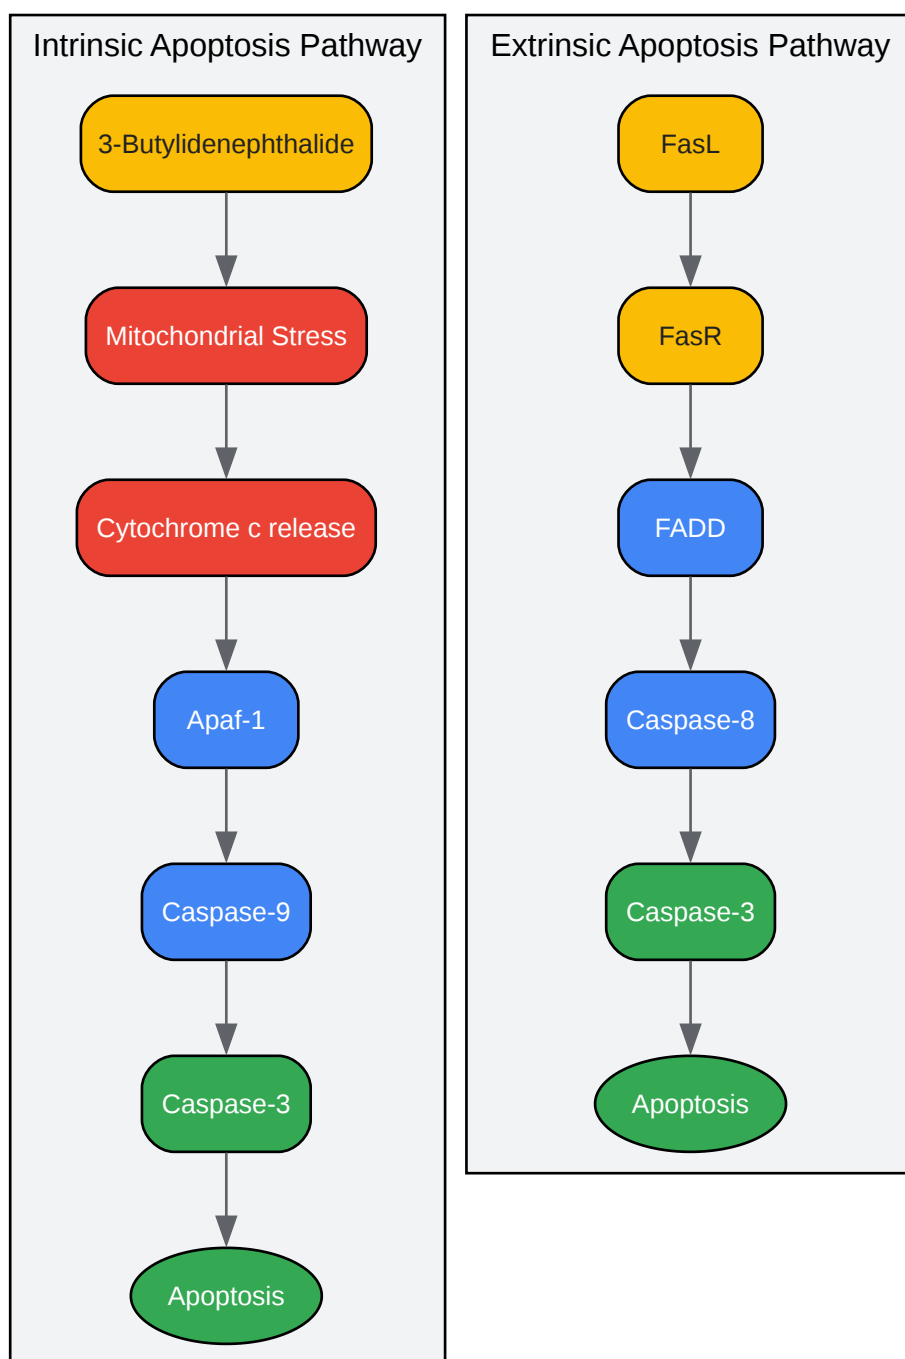 Intrinsic Apoptosis Pathway
3-Butylidenephthalide
Mitochondrial Stress
Cytochrome c release
Apaf-1
Caspase-9
Caspase-3
Apoptosis
Extrinsic Apoptosis Pathway
FasL
FasR
FADD
Caspase-8
Caspase-3
Apoptosis